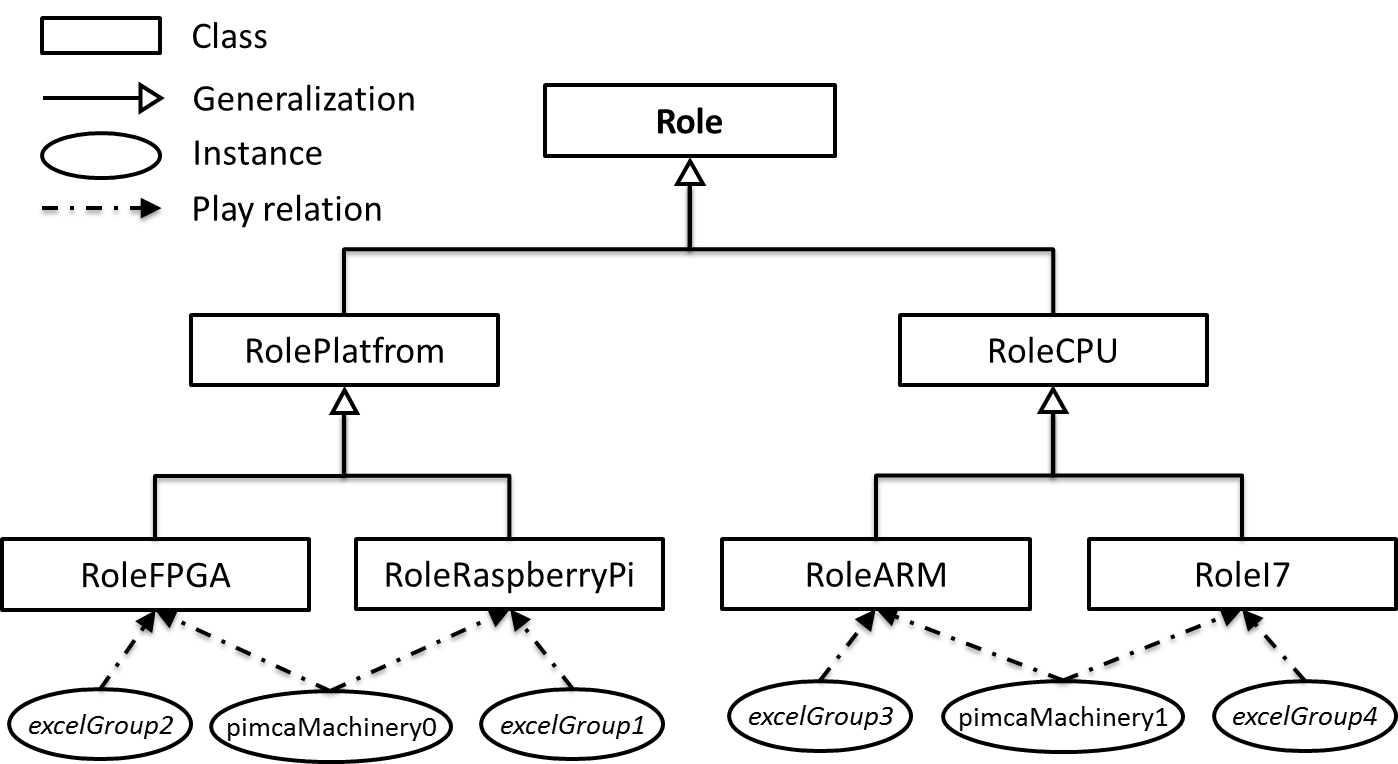 Class
Generalization
Instance
Play relation
Role
RolePlatfrom
RoleCPU
RoleFPGA
RoleRaspberryPi
RoleARM
RoleI7
excelGroup2
pimcaMachinery0
excelGroup1
excelGroup3
pimcaMachinery1
excelGroup4